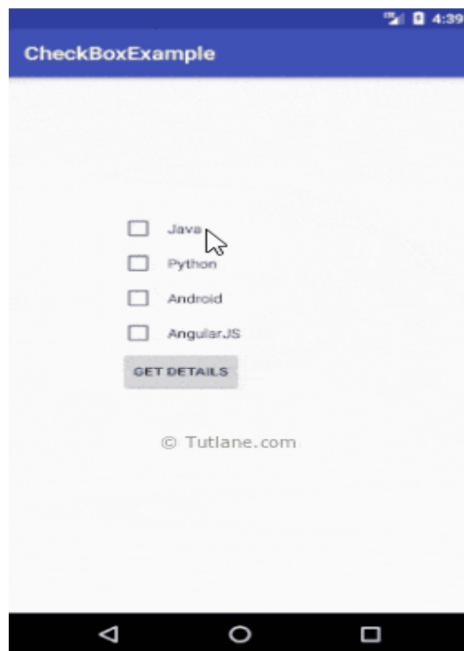 4:39
CheckBoxExample
Java
Python
Android
AngularJS
GET DETAILS
© Tutlane.com